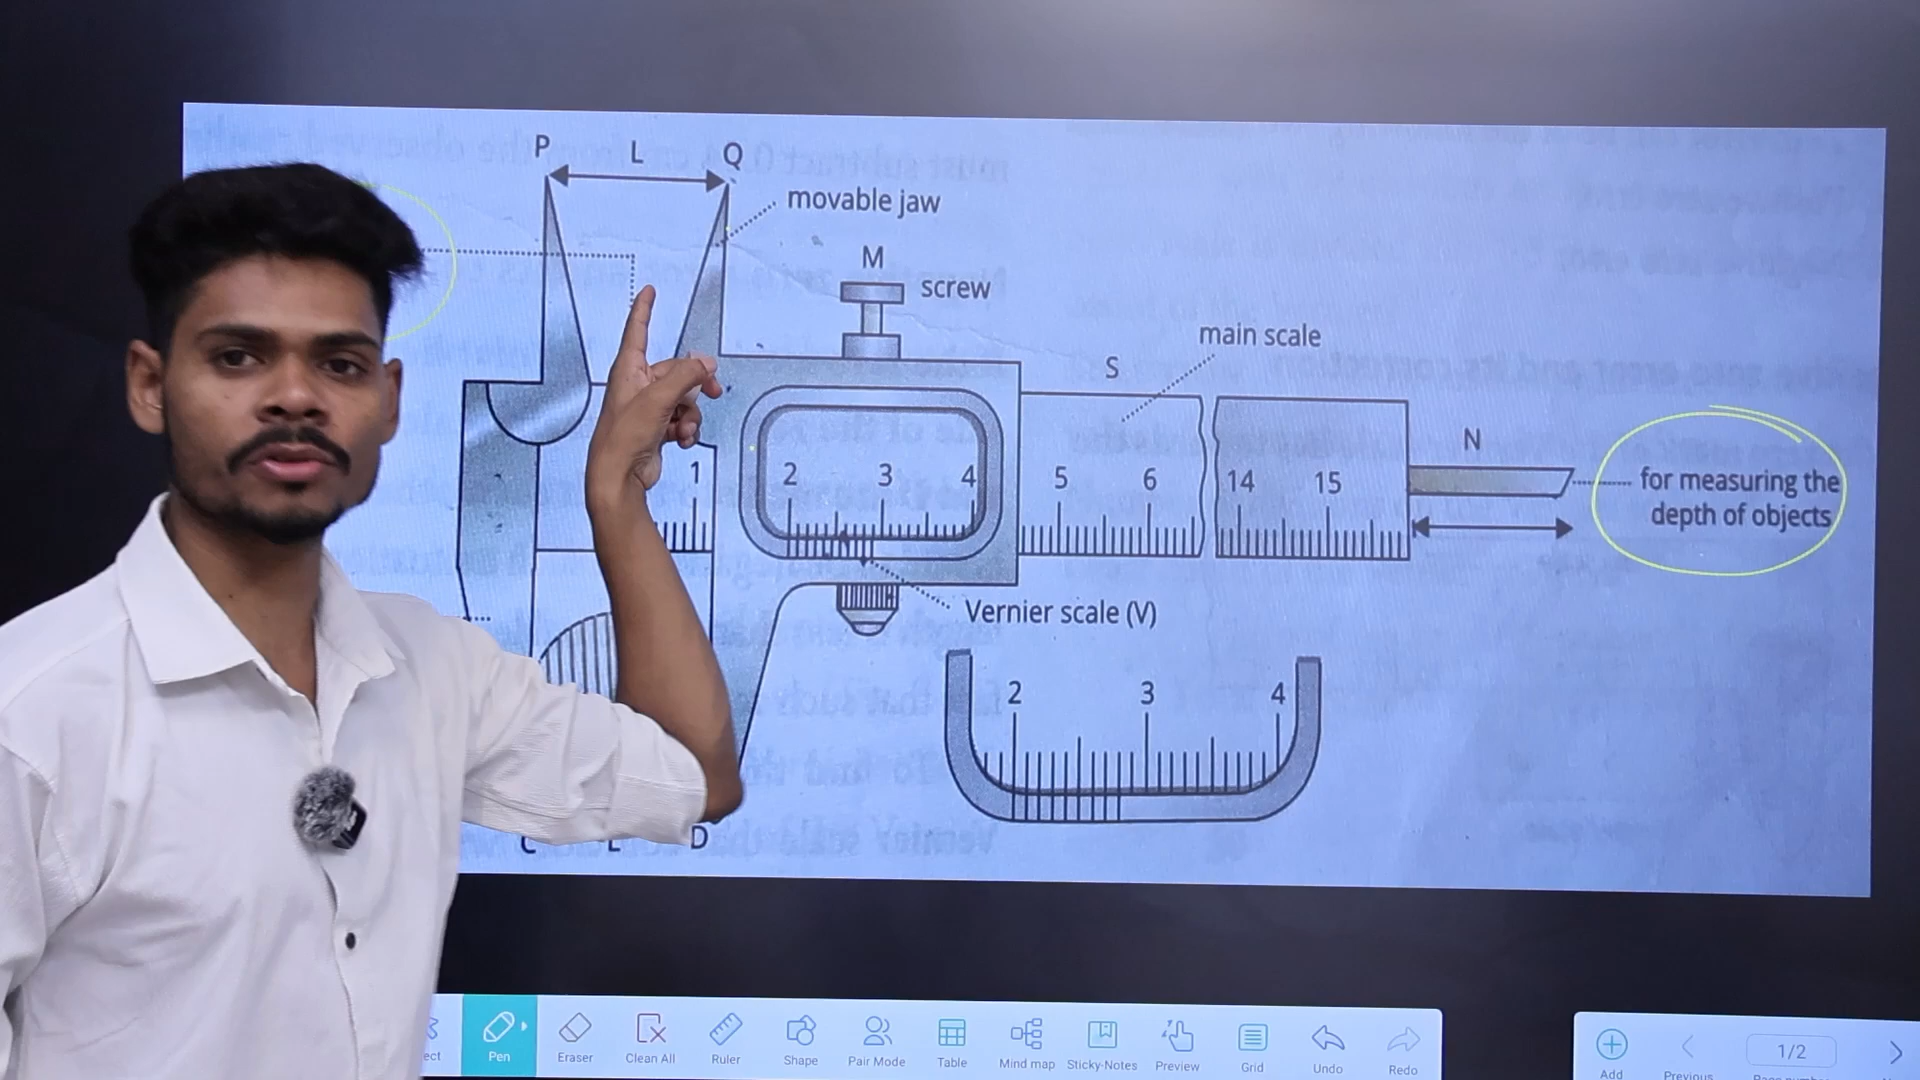 P L Q
movable jaw
M
screw
main scale
S
N
1 2 3 4 5 6 14 15
for measuring the
depth of objects
Vernier scale (V)
2 3 4
D
Pen
Eraser
Clean All
Ruler
Shape
Pair Mode
Table
Mind map
Sticky-Notes
Preview
Grid
Undo
Redo
Add
Previous
1/2